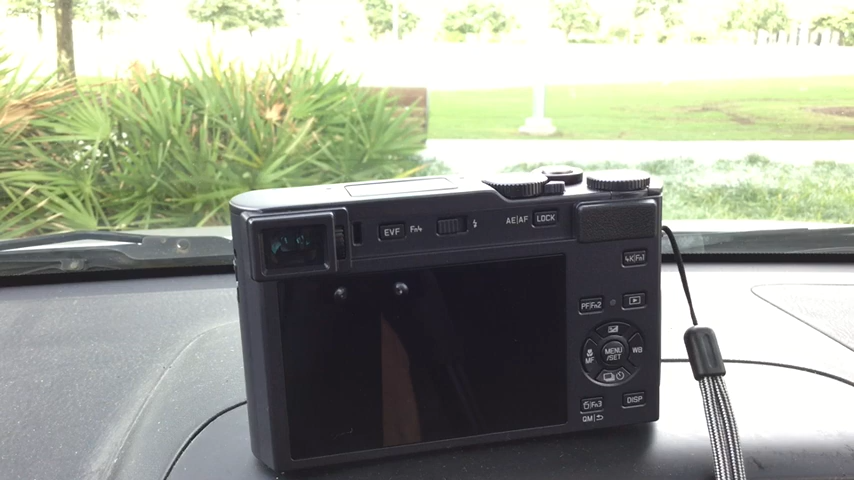 EVF Fn4 AE|AF LOCK
4K|Fn1
PF|Fn2
MF MENU /SET WB
Fn3 DISP
QM